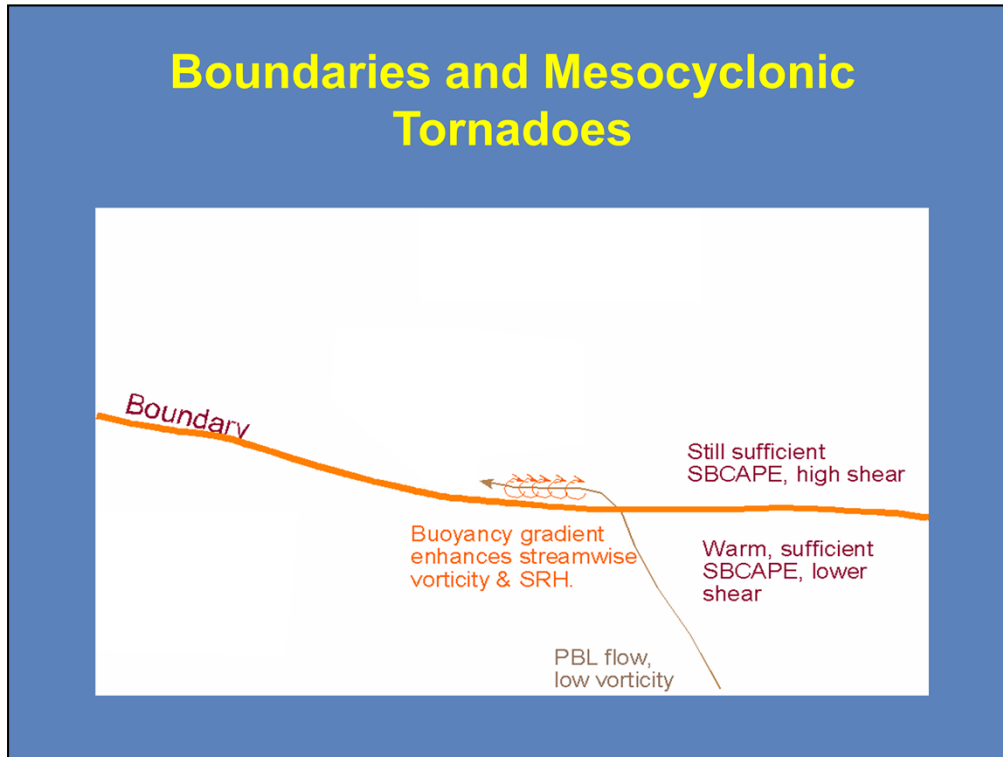 Boundaries and Mesocyclonic
Tornadoes
Boundary
Still sufficient
SBCAPE, high shear
Buoyancy gradient
enhances streamwise
vorticity & SRH.
Warm, sufficient
SBCAPE, lower
shear
PBL flow,
low vorticity